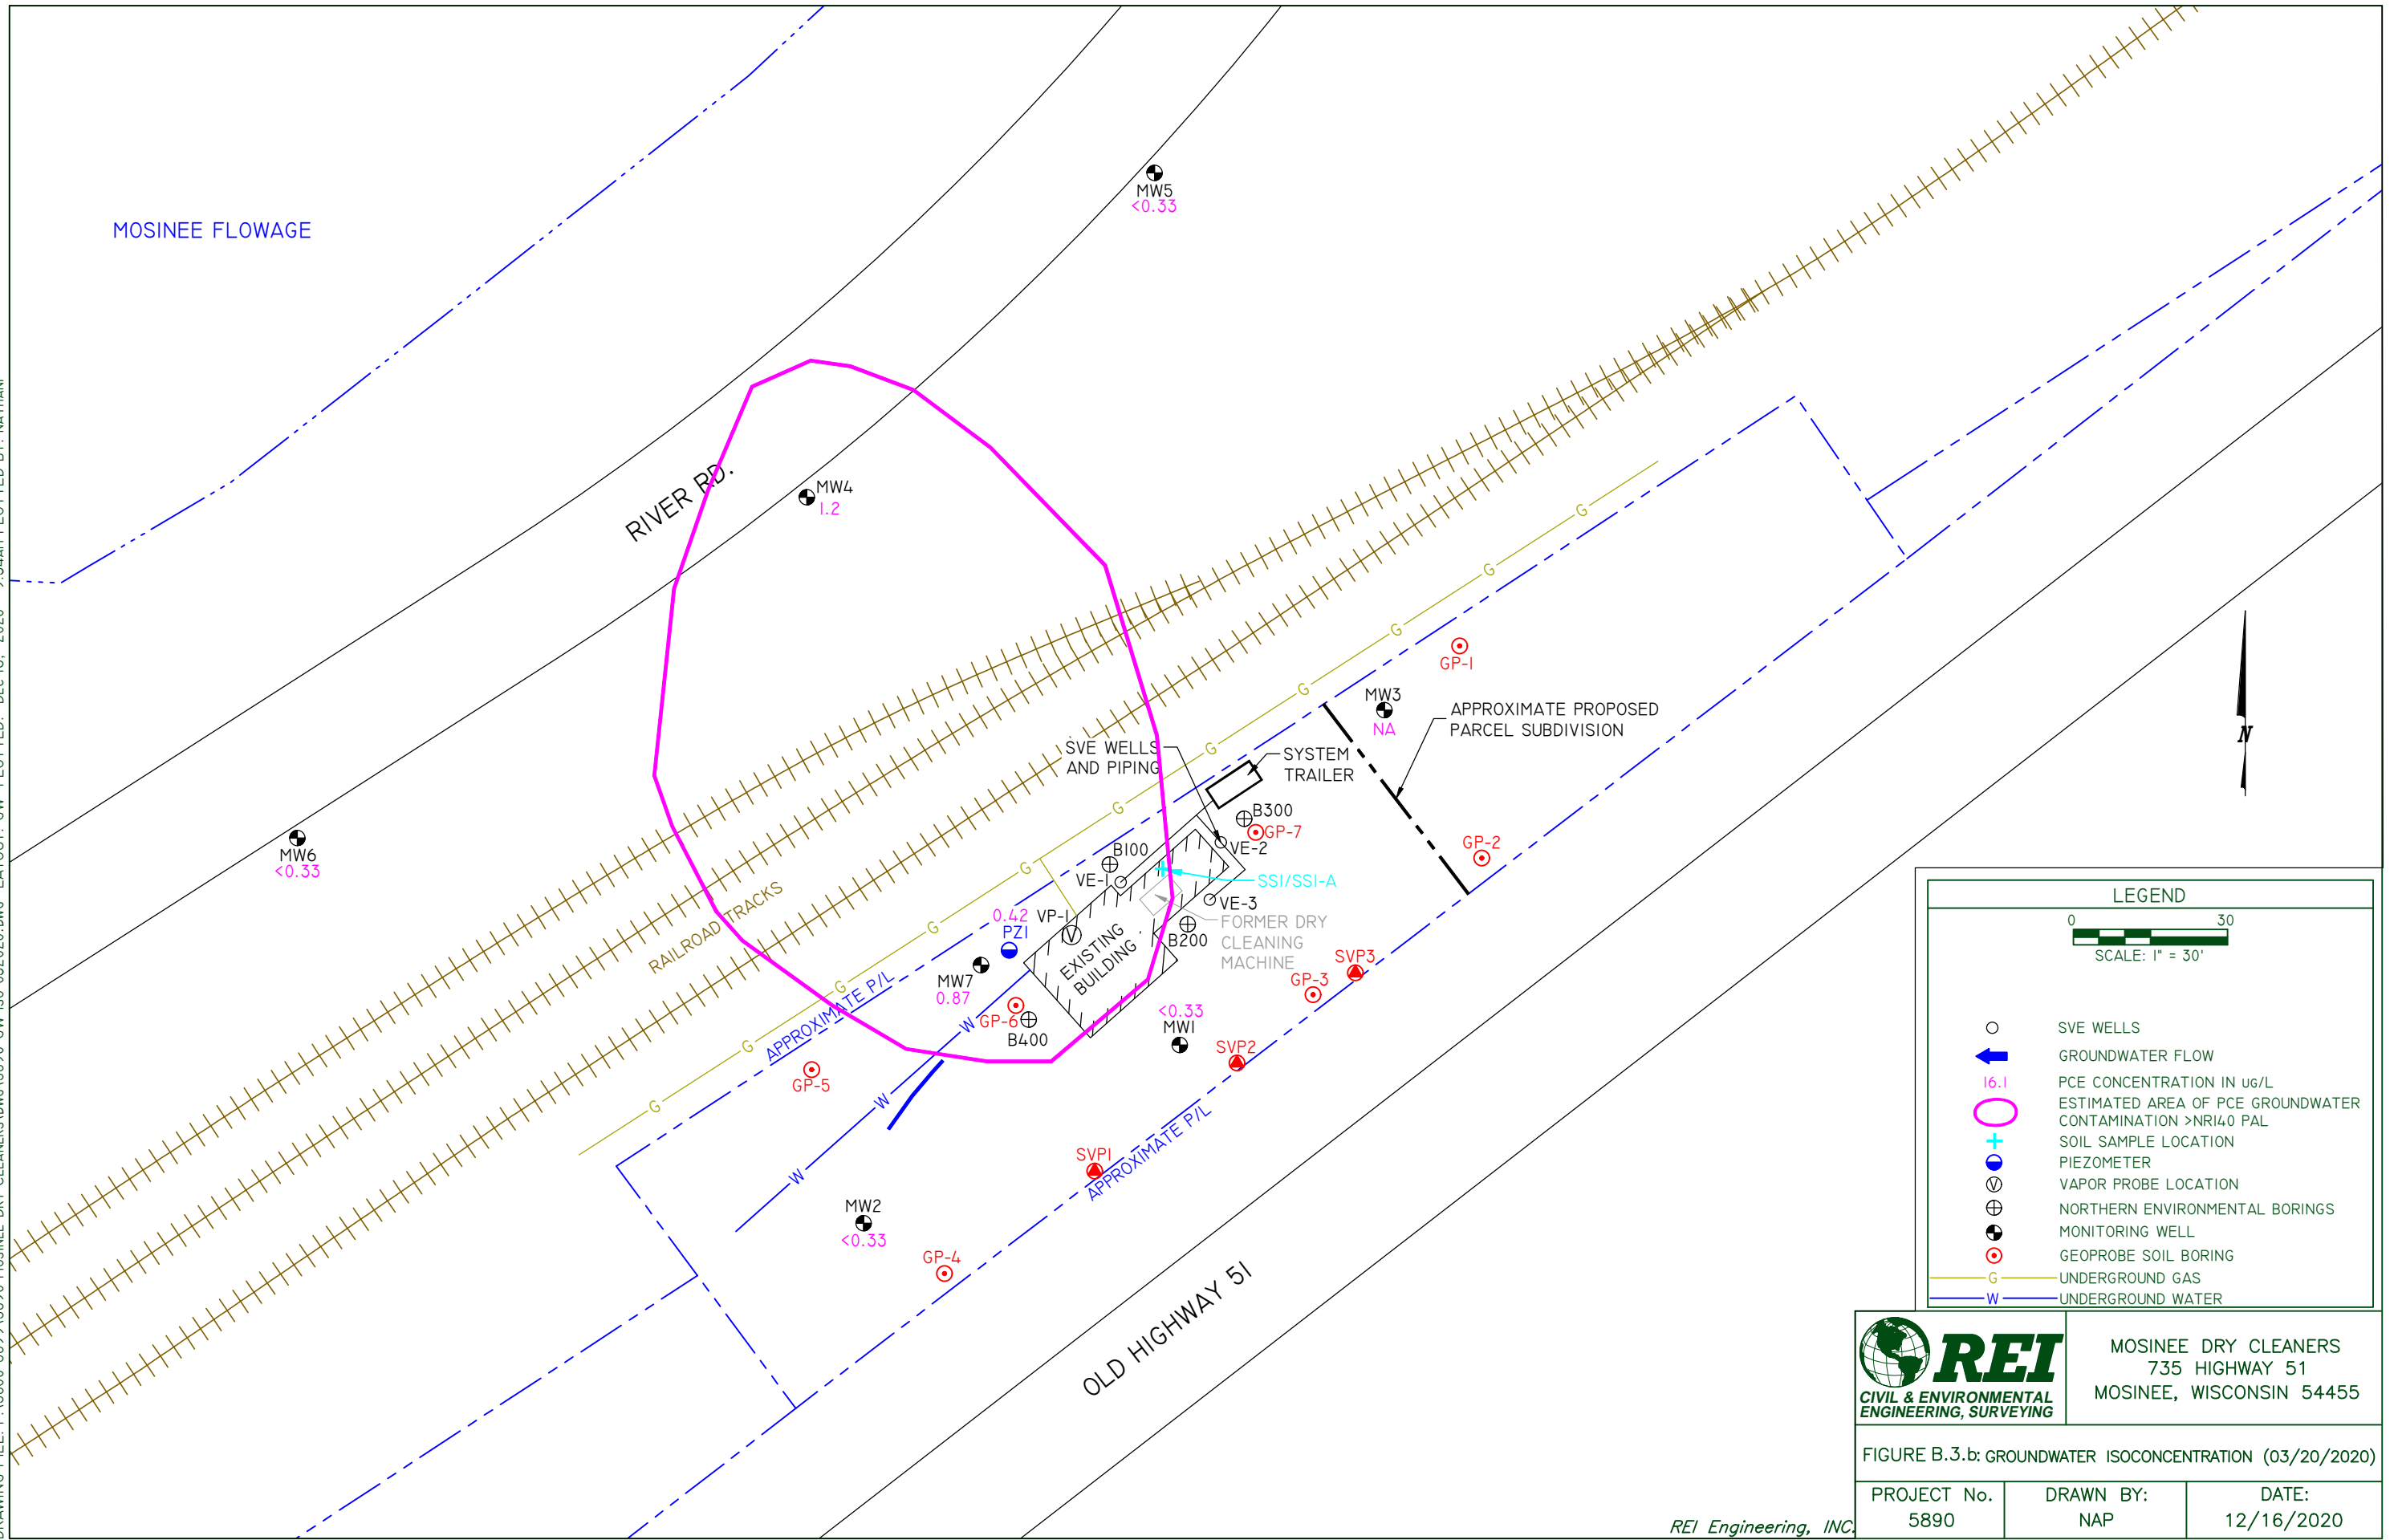 MOSINEE FLOWAGE
MW5
<0.33
RIVER RD.
MW4
1.2
GP-1
MW3
NA
APPROXIMATE PROPOSED
PARCEL SUBDIVISION
SVE WELLS
AND PIPING
SYSTEM
TRAILER
B300
GP-7
VE-2
GP-2
B100
VE-1
SS1/SS1-A
MW6
<0.33
RAILROAD TRACKS
VE-3
0.42
PZ1
VP-1
FORMER DRY
CLEANING
MACHINE
B200
EXISTING
BUILDING
MW7
0.87
SVP3
GP-3
GP-6
B400
<0.33
MW1
SVP2
APPROXIMATE P/L
GP-5
SVP1
APPROXIMATE P/L
MW2
<0.33
GP-4
OLD HIGHWAY 51
G
G
G
G
G
G
G
G
G
G
G
G
W
W
W
N
LEGEND
0 30
SCALE: 1" = 30'
SVE WELLS
GROUNDWATER FLOW
16.1 PCE CONCENTRATION IN UG/L
ESTIMATED AREA OF PCE GROUNDWATER
CONTAMINATION >NR140 PAL
SOIL SAMPLE LOCATION
PIEZOMETER
V VAPOR PROBE LOCATION
NORTHERN ENVIRONMENTAL BORINGS
MONITORING WELL
GEOPROBE SOIL BORING
G UNDERGROUND GAS
W UNDERGROUND WATER
REI
CIVIL & ENVIRONMENTAL
ENGINEERING, SURVEYING
MOSINEE DRY CLEANERS
735 HIGHWAY 51
MOSINEE, WISCONSIN 54455
FIGURE B.3.b: GROUNDWATER ISOCONCENTRATION (03/20/2020)
PROJECT No.
5890
DRAWN BY:
NAP
DATE:
12/16/2020
REI Engineering, INC.